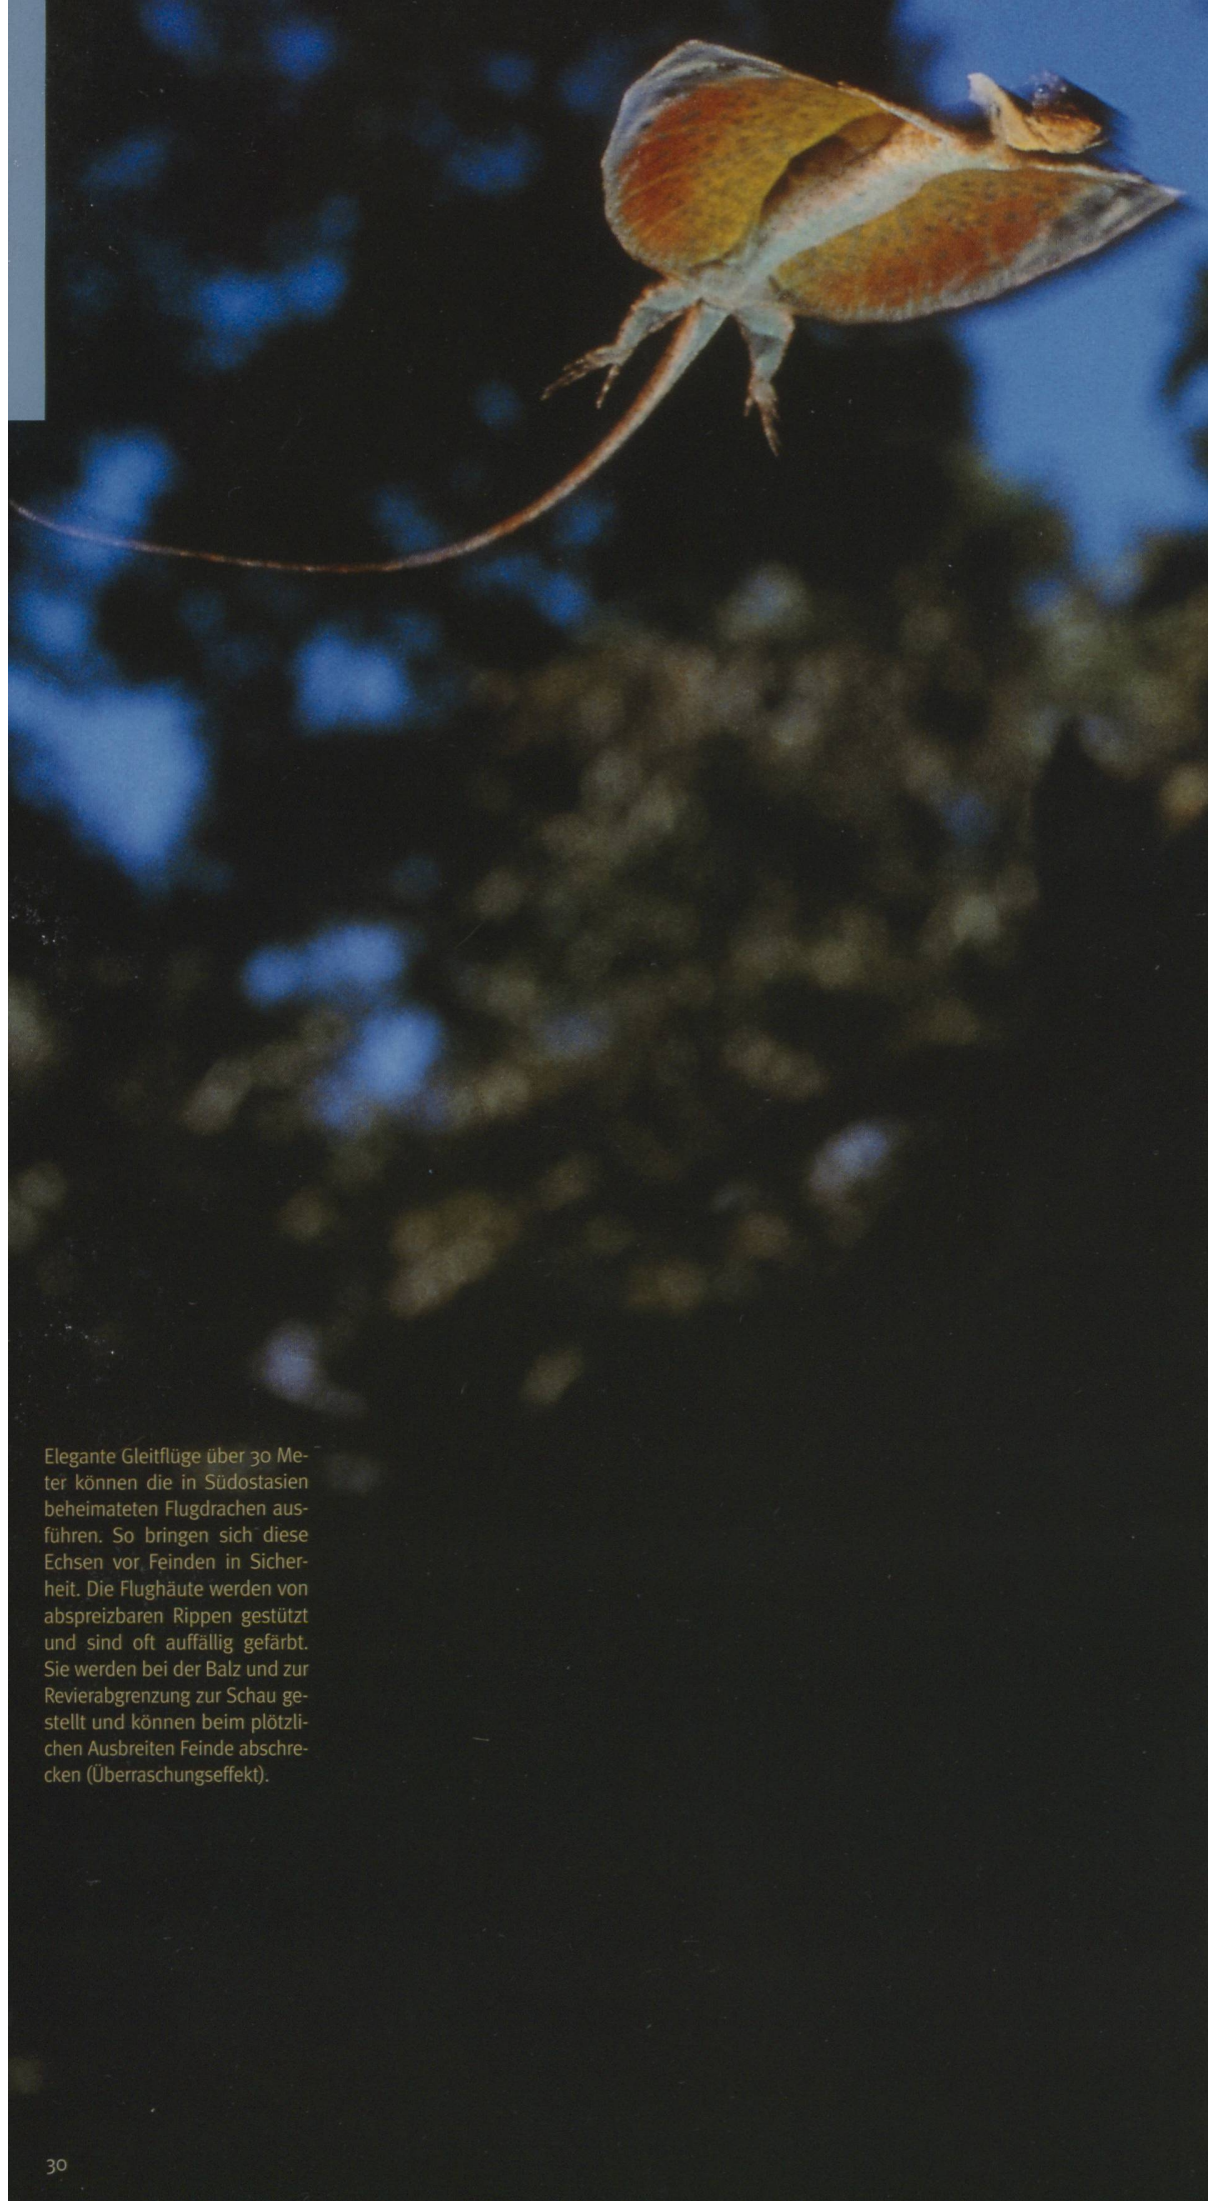 Elegante Gleitflüge über 30 Me-
ter können die in Südostasien
beheimateten Flugdrachen aus-
führen. So bringen sich diese
Echsen vor Feinden in Sicher-
heit. Die Flughäute werden von
abspreizbaren Rippen gestützt
und sind oft auffällig gefärbt.
Sie werden bei der Balz und zur
Revierabgrenzung zur Schau ge-
stellt und können beim plötzli-
chen Ausbreiten Feinde abschre-
cken (Überraschungseffekt).
30